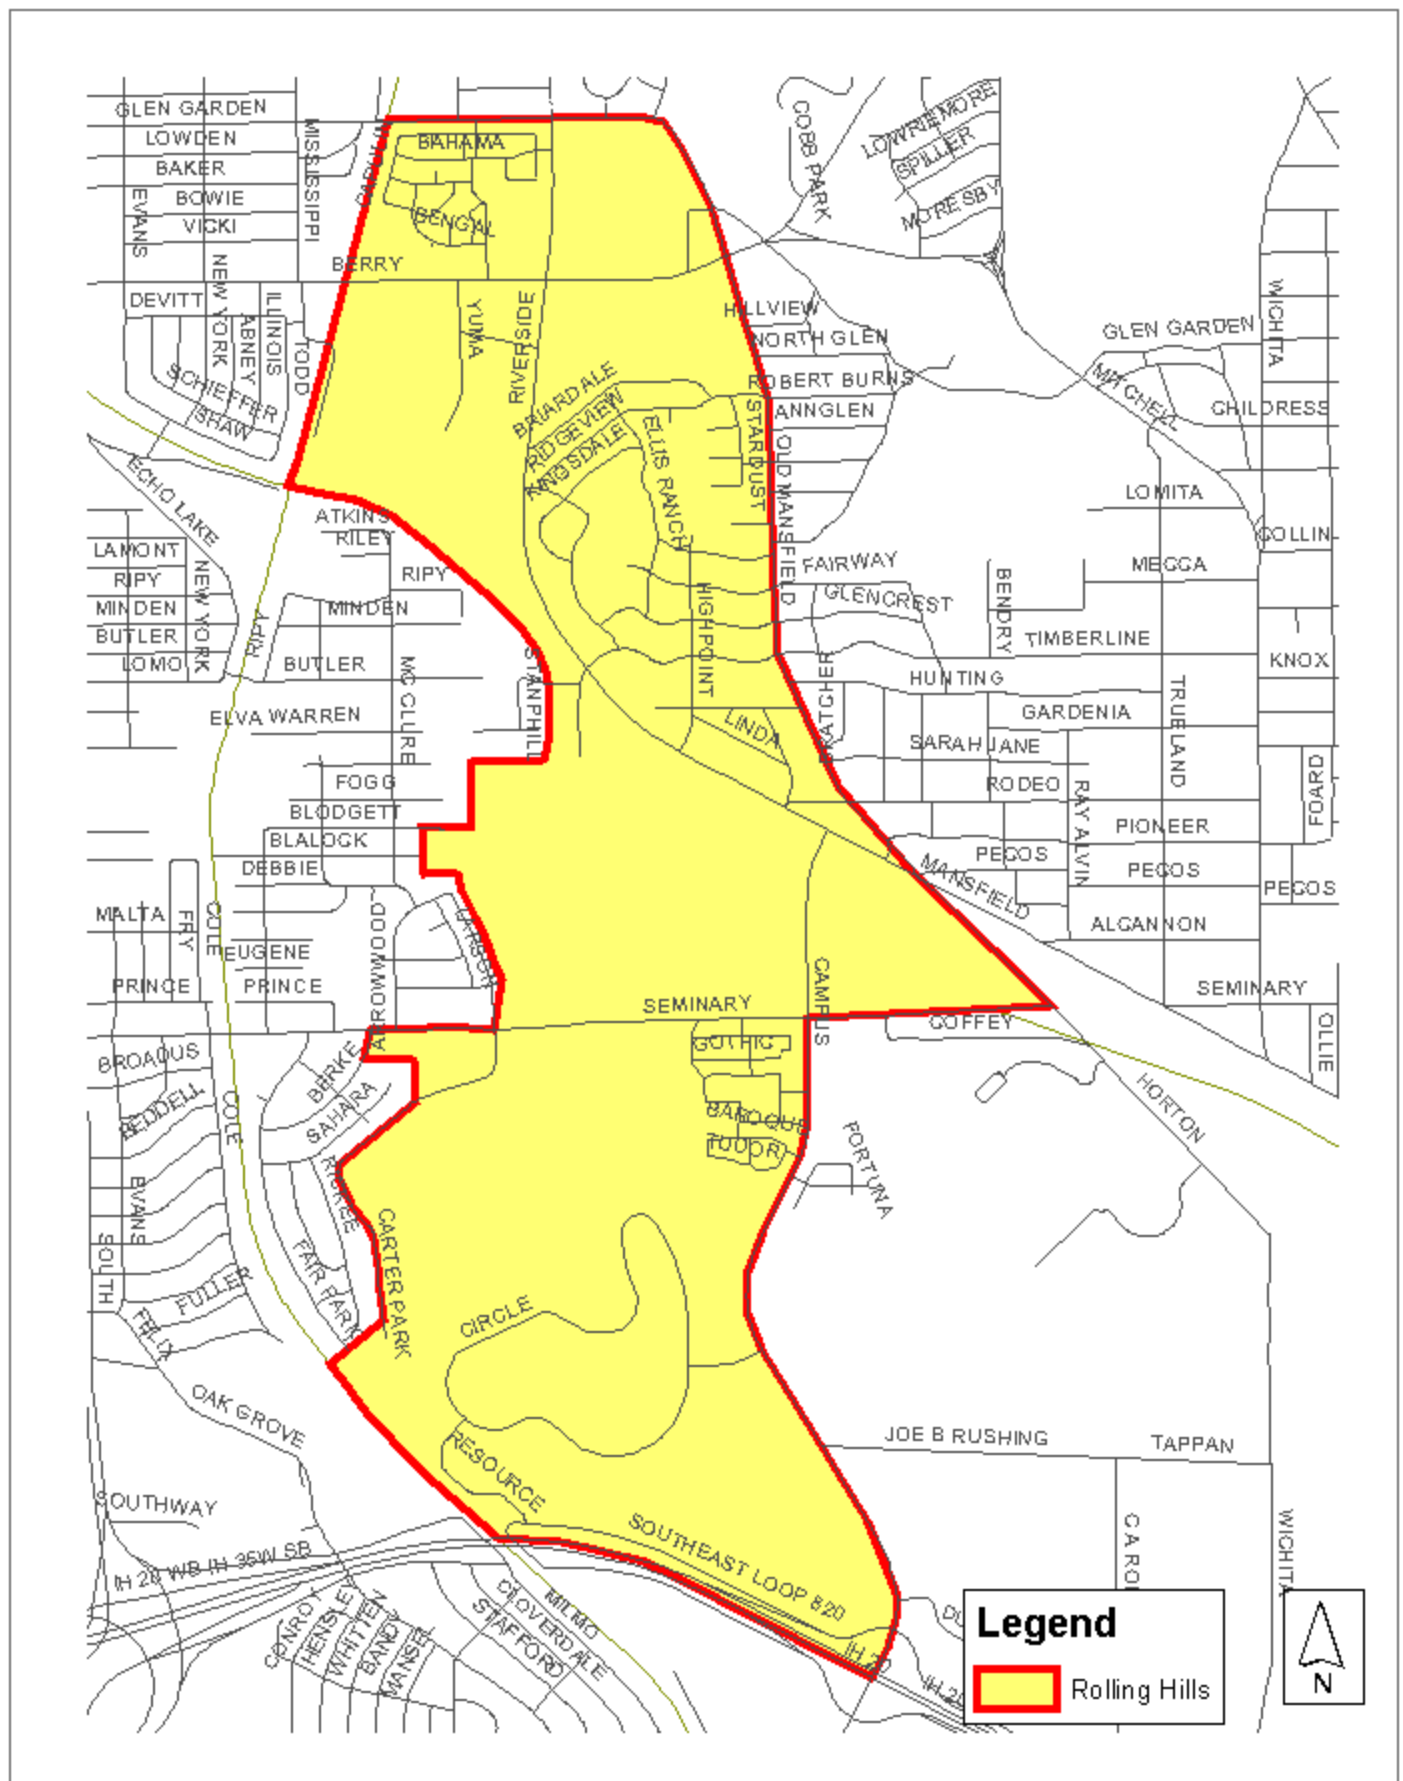 GLEN GARDEN
LOWDEN
BAKER
BOWIE
VICKI
EVANS
MISSISSIPPI
BAHAMA
BENGAL
COBB PARK
LOWRIEMORE
SPILLER
MORESBY
BERRY
DEVITT
NEW YORK
ABNEY
ILLINOIS
TODD
SCHIEFFER
SHAW
YUMA
RIVERSIDE
HILLVIEW
NORTH GLEN
ROBERT BURNS
ANNGLEN
GLEN GARDEN
WICHITA
MITCHELL
CHILDRESS
BRIARDALE
RIDGEVIEW
KINGSDALE
ELLIS RANCH
STARDUST
OLD MANSFIELD
ECHO LAKE
ATKINS
RILEY
RIPY
LAMONT
RIPY
MINDEN
BUTLER
LOMO
NEW YORK
RIPY
MINDEN
BUTLER
MC CLURE
STANPHILL
HIGHPOINT
LOMITA
COLLIN
MECCA
FAIRWAY
GLENCREST
BENDRY
TIMBERLINE
KNOX
HUNTING
GARDENIA
TRUELAND
BRATCHER
SARAH JANE
LINDA
ELVA WARREN
FOGG
BLODGETT
BLALOCK
DEBBIE
RODEO
RAY ALVIN
FOARD
PIONEER
PECOS
PECOS
PECOS
MANSFIELD
ALCANNON
MALTA
FRY
COLE
EUGENE
PRINCE
PRINCE
ARROWWOOD
LARSON
SEMINARY
CAMPUS
SEMINARY
COFFEY
OLLIE
GOTHIC
BAROQUE
TUDOR
BROADUS
BERKE
SAHARA
BEDDELL
COLE
HORTON
FORTUNA
EVANS
SOUTH
RICKEE
CARTER PARK
FAIR PARK
FULLER
FELIX
CIRCLE
OAK GROVE
RESOURCE
JOE B RUSHING
TAPPAN
SOUTHWAY
SOUTHEAST LOOP 820
WICHITA
IH 20 WB IH 35W SB
CONROY
HENSLEY
WHITTEN
BANDY
MANSEL
MILMO
CLOVERDALE
STAFFORD
IH 20
Legend
Rolling Hills
N